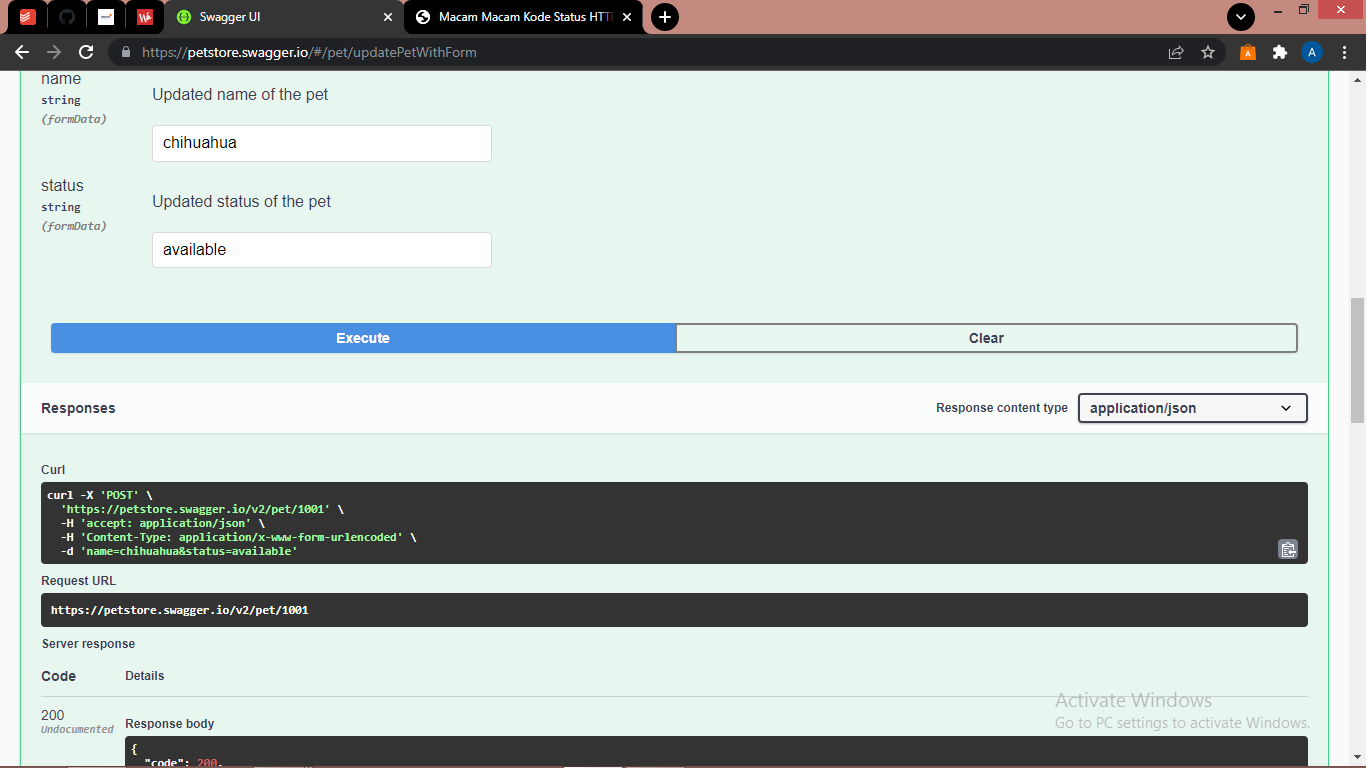 Swagger UI
Macam Macam Kode Status HTT
https://petstore.swagger.io/#/pet/updatePetWithForm
A
A
name
string
(formData)
Updated name of the pet
chihuahua
status
string
(formData)
Updated status of the pet
available
Execute
Clear
Responses
Response content type
application/json
Curl
curl -X 'POST' \
'https://petstore.swagger.io/v2/pet/1001' \
-H 'accept: application/json' \
-H 'Content-Type: application/x-www-form-urlencoded' \
-d 'name=chihuahua&status=available'
Request URL
https://petstore.swagger.io/v2/pet/1001
Server response
Code
Details
200
Undocumented
Response body
{
"code": 200,
Activate Windows
Go to PC settings to activate Windows.